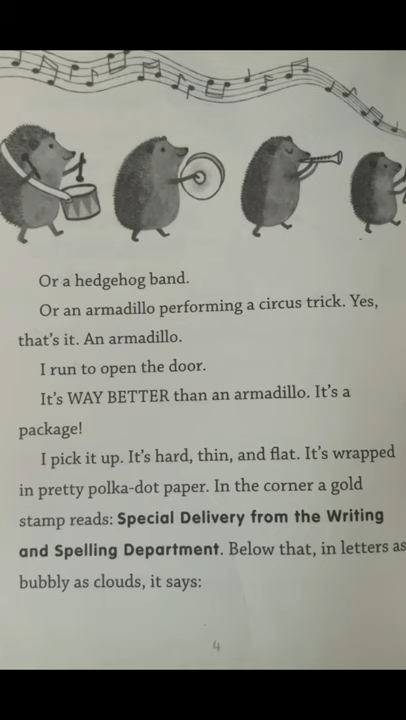 Or a hedgehog band.
Or an armadillo performing a circus trick. Yes,
that's it. An armadillo.
I run to open the door.
It's WAY BETTER than an armadillo. It's a
package!
I pick it up. It's hard, thin, and flat. It's wrapped
in pretty polka-dot paper. In the corner a gold
stamp reads: Special Delivery from the Writing
and Spelling Department. Below that, in letters as
bubbly as clouds, it says:
4